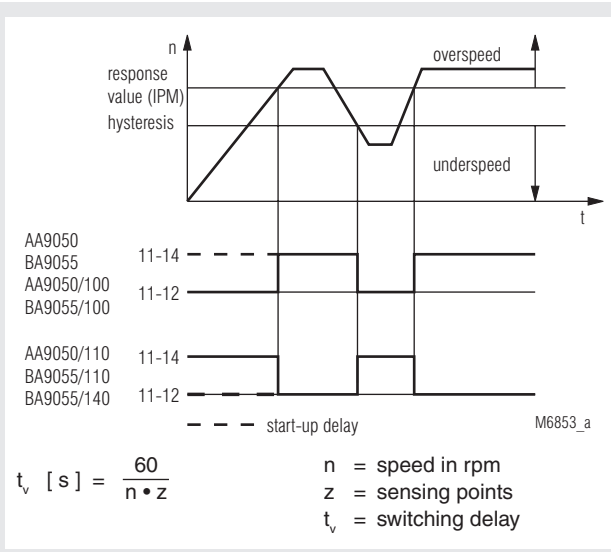 n
response
value (IPM)
hysteresis
overspeed
underspeed
t
AA9050
BA9055
AA9050/100
BA9055/100
11-14
11-12
AA9050/110
BA9055/110
BA9055/140
11-14
11-12
start-up delay
M6853_a
t_v [ s ] = 60 / n • z
n = speed in rpm
z = sensing points
t_v = switching delay